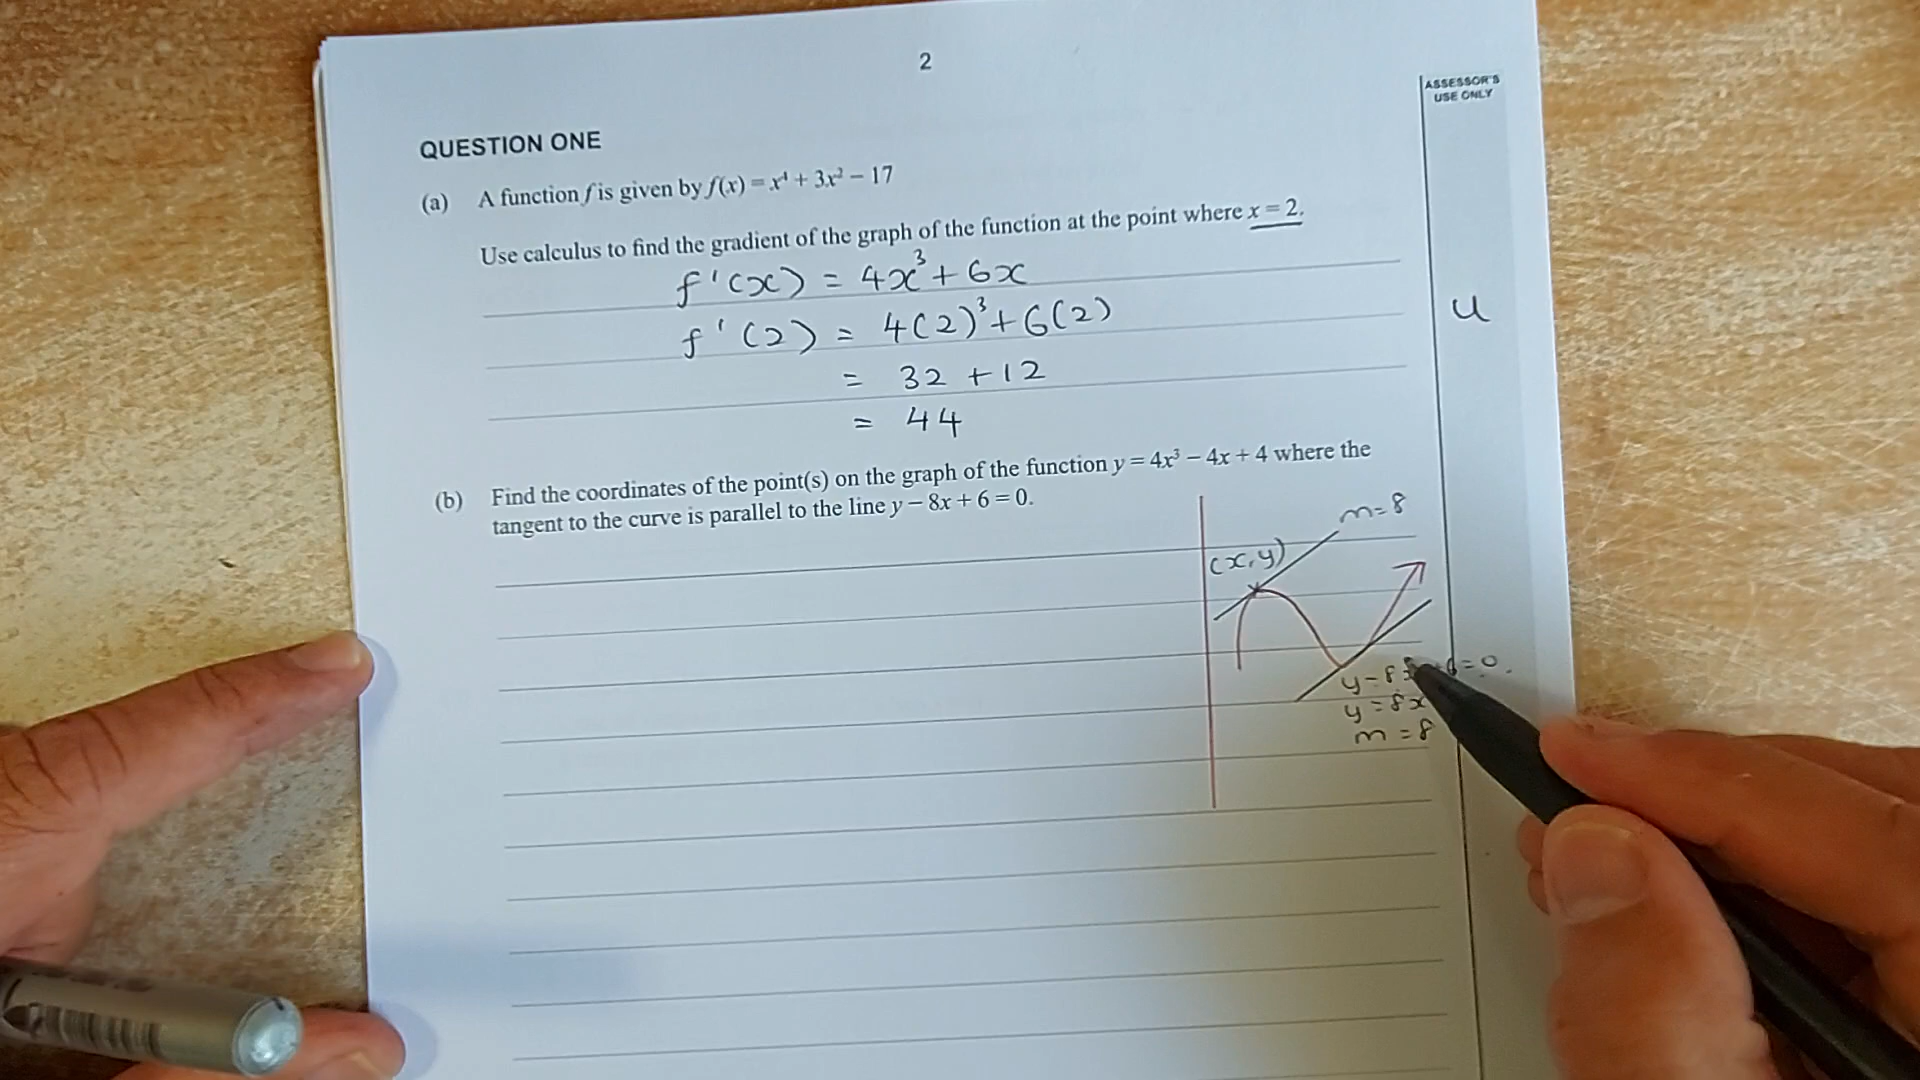 2
ASSESSOR'S
USE ONLY
QUESTION ONE
(a) A function f is given by f(x) = x⁴ + 3x² − 17
Use calculus to find the gradient of the graph of the function at the point where x = 2.
f'(x) = 4x³ + 6x
f'(2) = 4(2)³ + 6(2)
= 32 + 12
= 44
u
(b) Find the coordinates of the point(s) on the graph of the function y = 4x³ − 4x + 4 where the
tangent to the curve is parallel to the line y − 8x + 6 = 0.
m = 8
(x, y)
y − 8 = 0.
y = 8x
m = 8